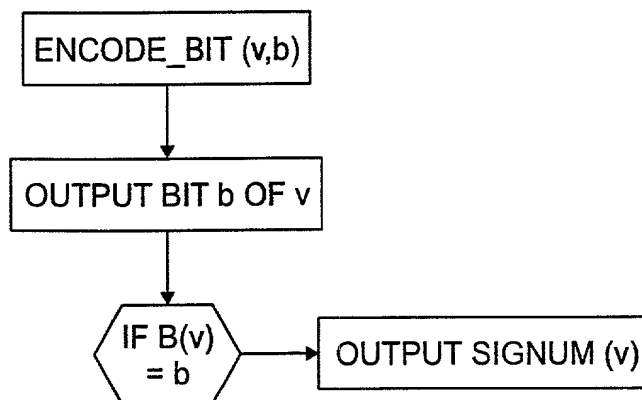 ENCODE_BIT (v,b)
OUTPUT BIT b OF v
IF B(v)
= b
OUTPUT SIGNUM (v)